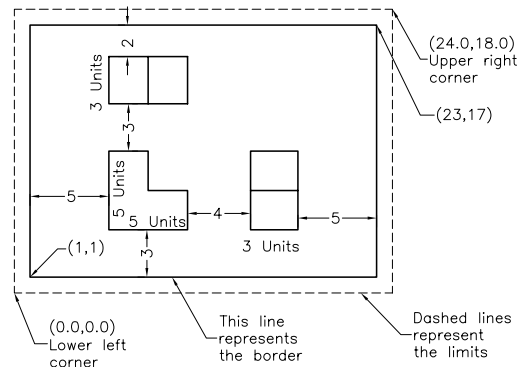 (24.0,18.0)
Upper right
corner
(23,17)
2
3 Units
3
5
5 Units
5 Units
4
5
3 Units
3
(1,1)
(0.0,0.0)
Lower left
corner
This line
represents
the border
Dashed lines
represent
the limits